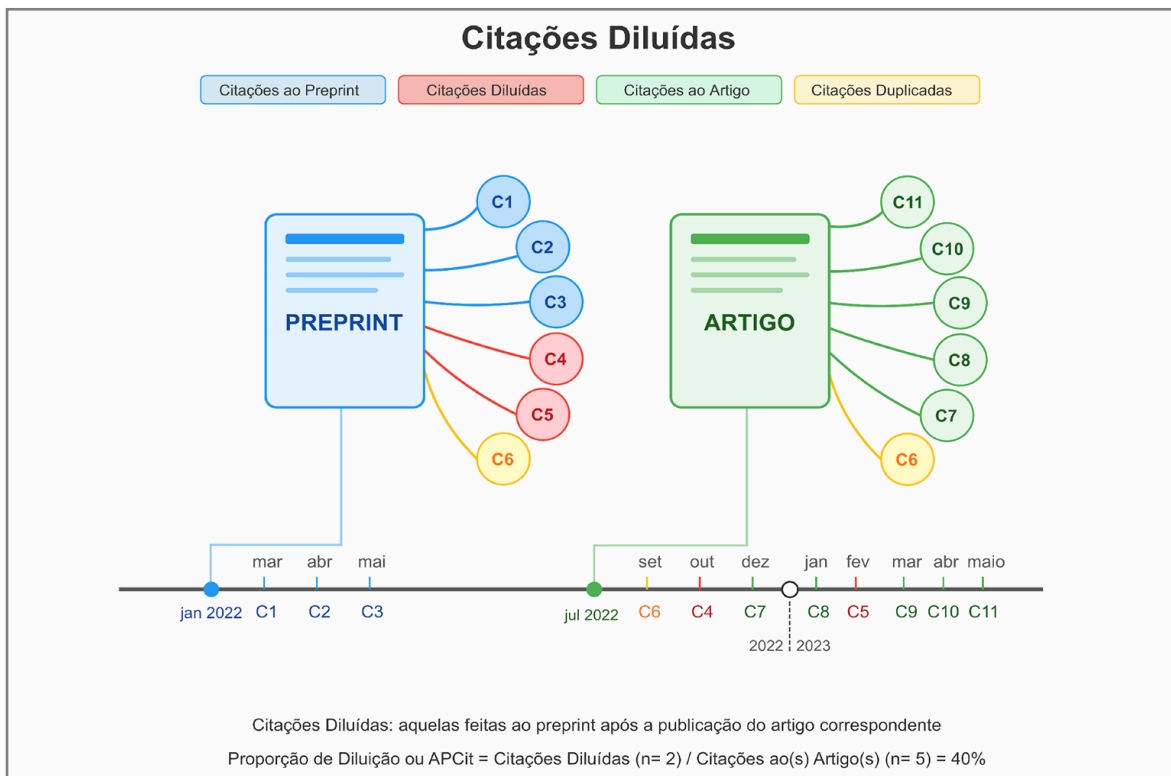 Citações Diluídas
Citações ao Preprint Citações Diluídas Citações ao Artigo Citações Duplicadas
C1
C2
C3
PREPRINT
C4
C5
C6
C11
C10
C9
ARTIGO
C8
C7
C6
mar abr mai set out dez jan fev mar abr maio
jan 2022 C1 C2 C3 jul 2022 C6 C4 C7 C8 C5 C9 C10 C11
2022 2023
Citações Diluídas: aquelas feitas ao preprint após a publicação do artigo correspondente
Proporção de Diluição ou APCit = Citações Diluídas (n= 2) / Citações ao(s) Artigo(s) (n= 5) = 40%